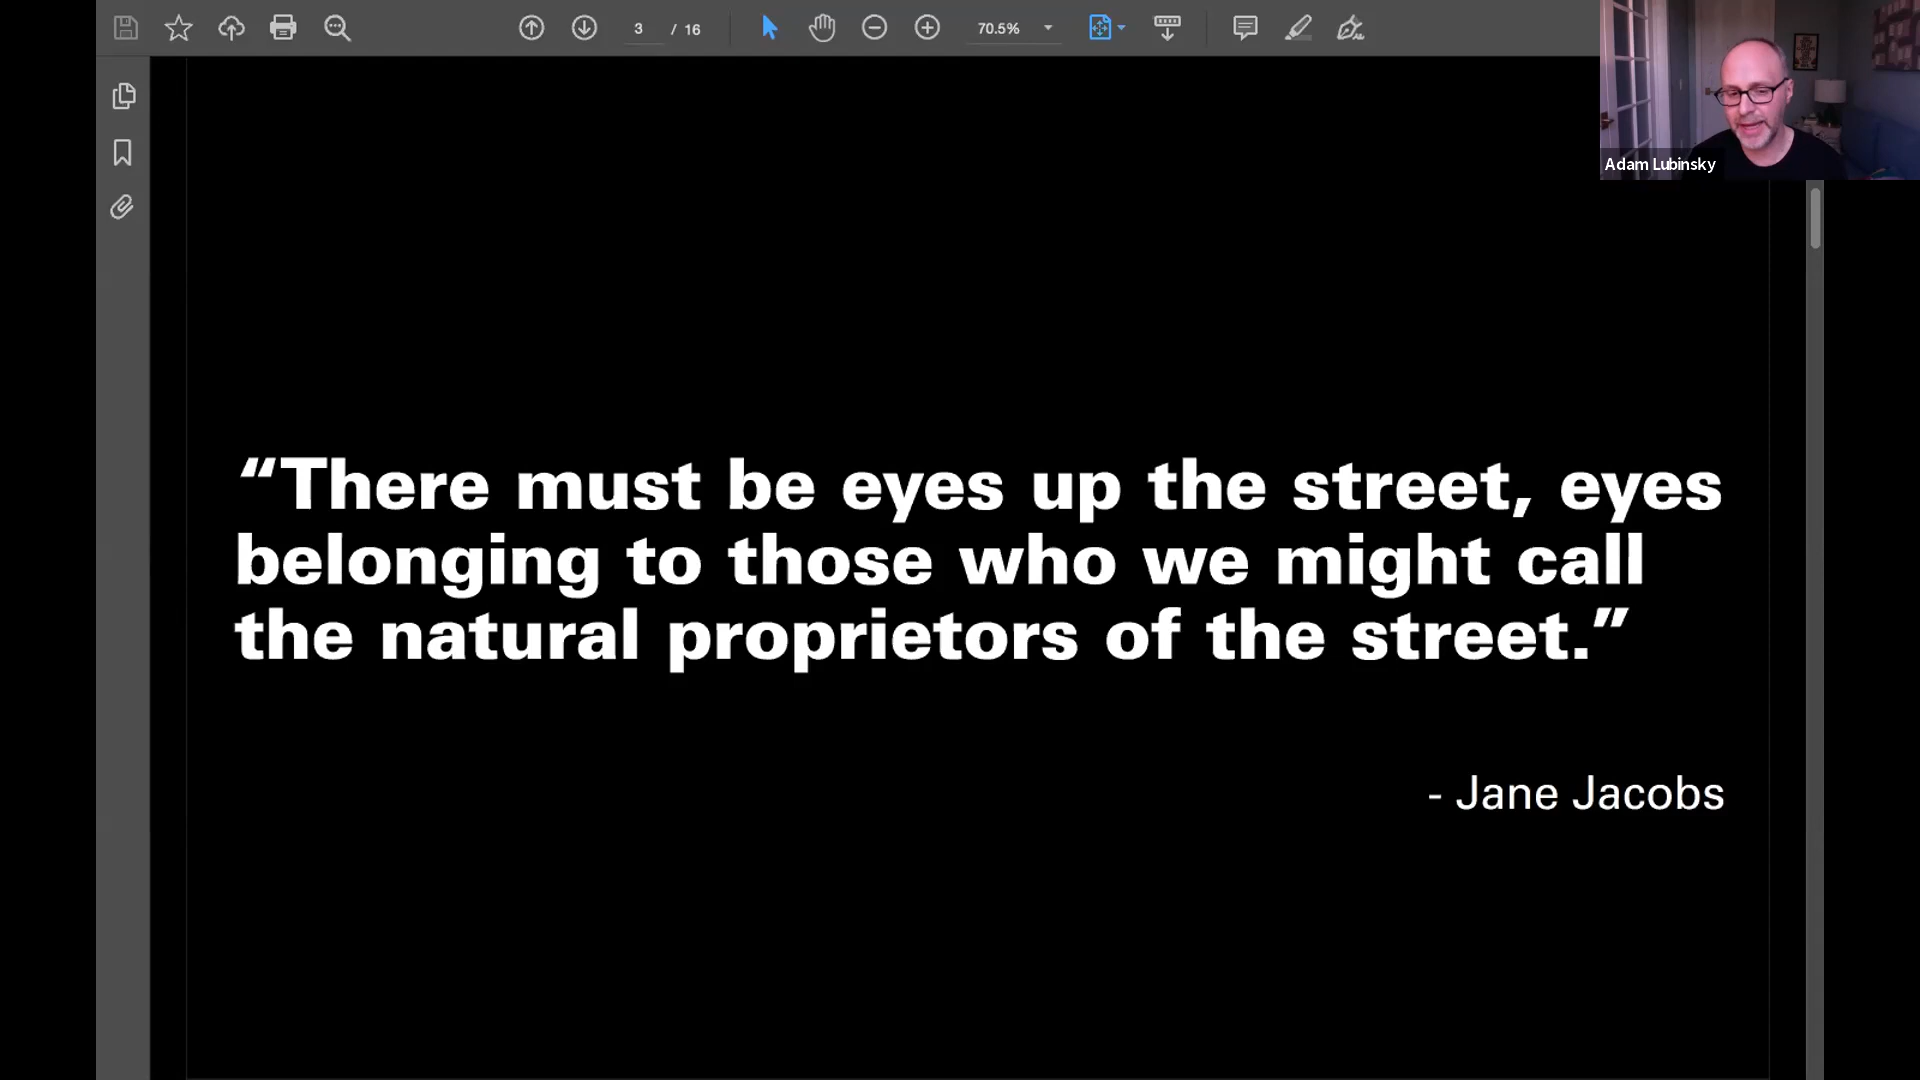 3 / 16
70.5%
Adam Lubinsky
“There must be eyes up the street, eyes
belonging to those who we might call
the natural proprietors of the street.”
- Jane Jacobs